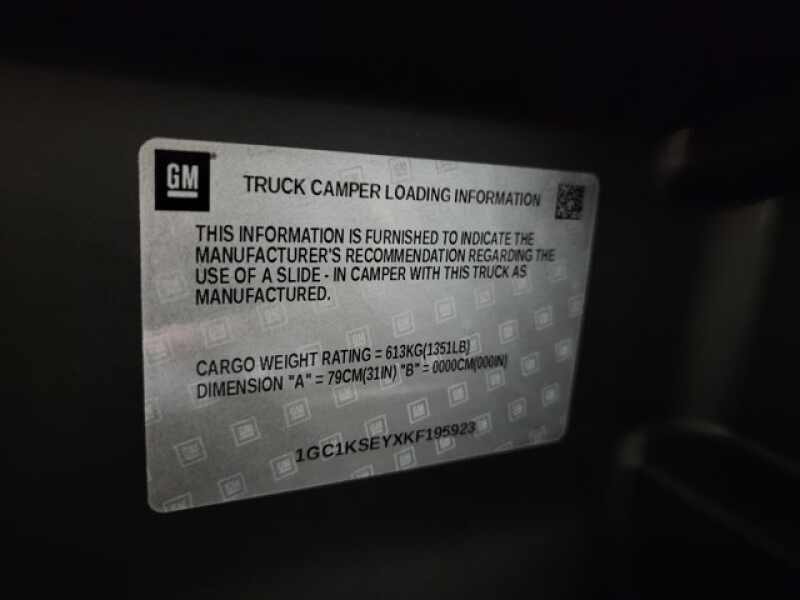 GM
TRUCK CAMPER LOADING INFORMATION
THIS INFORMATION IS FURNISHED TO INDICATE THE
MANUFACTURER'S RECOMMENDATION REGARDING THE
USE OF A SLIDE - IN CAMPER WITH THIS TRUCK AS
MANUFACTURED.
CARGO WEIGHT RATING = 613KG(1351LB)
DIMENSION "A" = 79CM(31IN) "B" = 0000CM(000IN)
1GC1KSEYXKF195923